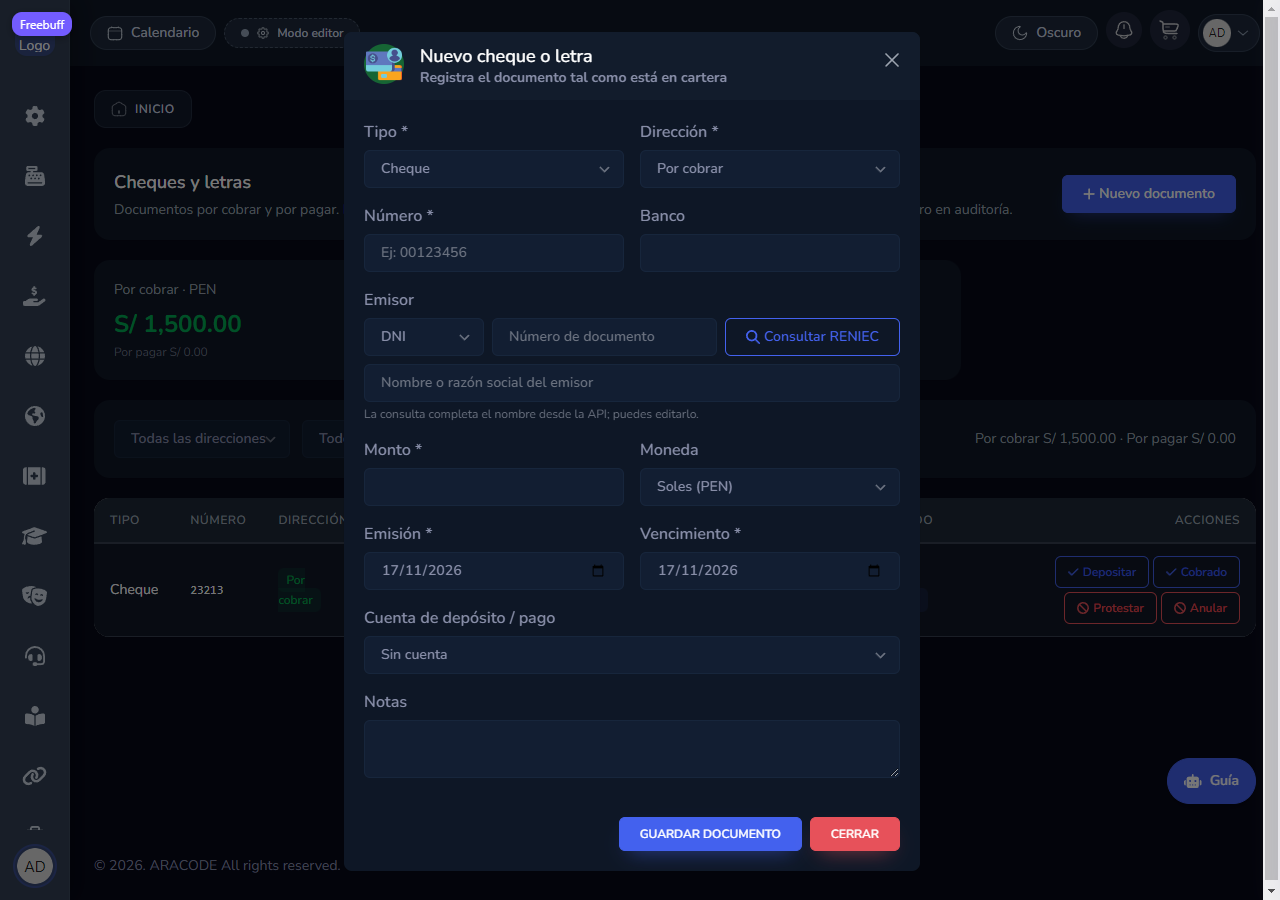 Freebuff
Logo
Calendario
Modo editor
Oscuro
AD
INICIO
Cheques y letras
Documentos por cobrar y por pagar.
ro en auditoría.
+ Nuevo documento
Por cobrar · PEN
S/ 1,500.00
Por pagar S/ 0.00
Todas las direcciones
Tod
Por cobrar S/ 1,500.00 · Por pagar S/ 0.00
TIPO
NÚMERO
DIRECCIÓN
DO
ACCIONES
Cheque
23213
Por
cobrar
Depositar
Cobrado
Protestar
Anular
Nuevo cheque o letra
Registra el documento tal como está en cartera
Tipo *
Dirección *
Cheque
Por cobrar
Número *
Banco
Ej: 00123456
Emisor
DNI
Número de documento
Consultar RENIEC
Nombre o razón social del emisor
La consulta completa el nombre desde la API; puedes editarlo.
Monto *
Moneda
Soles (PEN)
Emisión *
Vencimiento *
17/11/2026
17/11/2026
Cuenta de depósito / pago
Sin cuenta
Notas
GUARDAR DOCUMENTO
CERRAR
Guía
AD
© 2026. ARACODE All rights reserved.